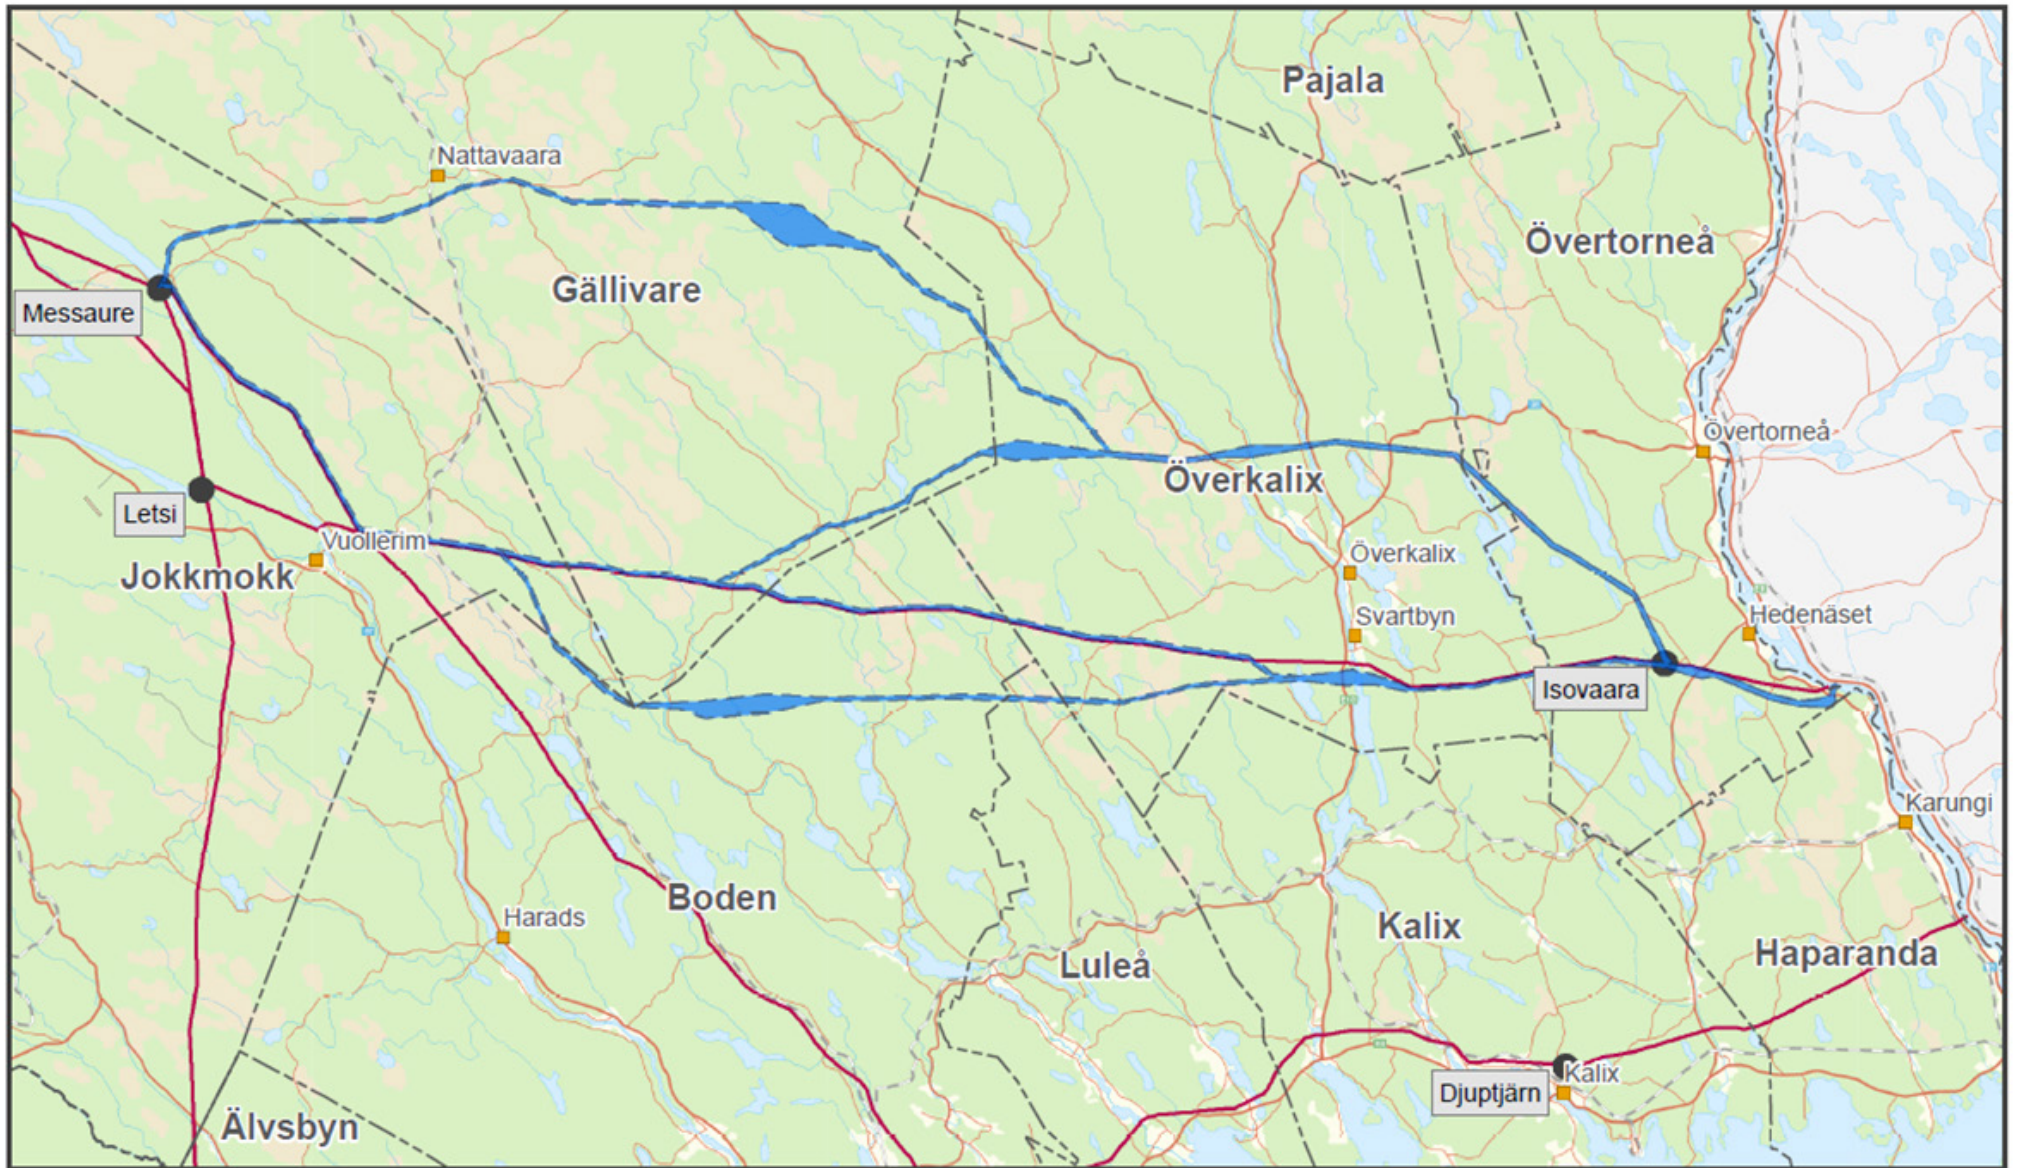 Pajala
Nattavaara
Övertorneå
Gällivare
Messaure
Övertorneå
Överkalix
Letsi
Vuollerim
Överkalix
Jokkmokk
Svartbyn
Hedenäset
Isovaara
Karungi
Boden
Harads
Kalix
Luleå
Haparanda
Kalix
Djuptjärn
Älvsbyn